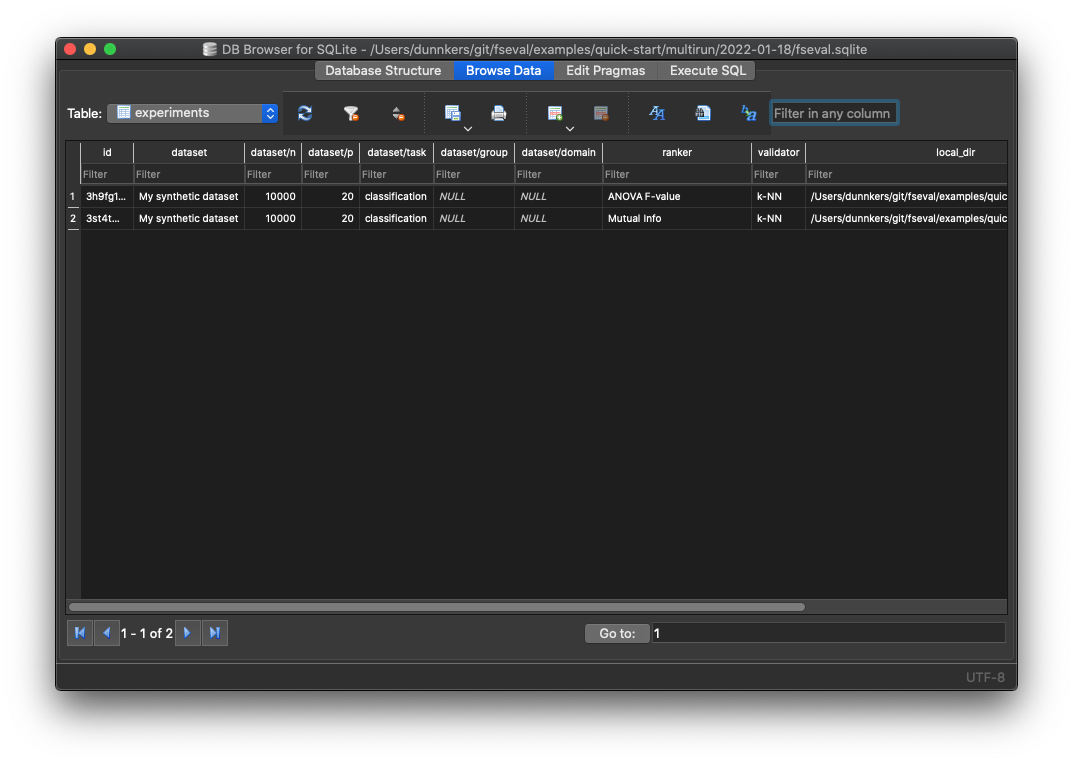 DB Browser for SQLite - /Users/dunnkers/git/fseval/examples/quick-start/multirun/2022-01-18/fseval.sqlite
Database Structure Browse Data Edit Pragmas Execute SQL
Table: experiments Filter in any column
id dataset dataset/n dataset/p dataset/task dataset/group dataset/domain ranker validator local_dir
Filter Filter Filter Filter Filter Filter Filter Filter Filter Filter
1 3h9fg1... My synthetic dataset 10000 20 classification NULL NULL ANOVA F-value k-NN /Users/dunnkers/git/fseval/examples/quic
2 3st4t... My synthetic dataset 10000 20 classification NULL NULL Mutual Info k-NN /Users/dunnkers/git/fseval/examples/quic
1 - 1 of 2 Go to: 1
UTF-8